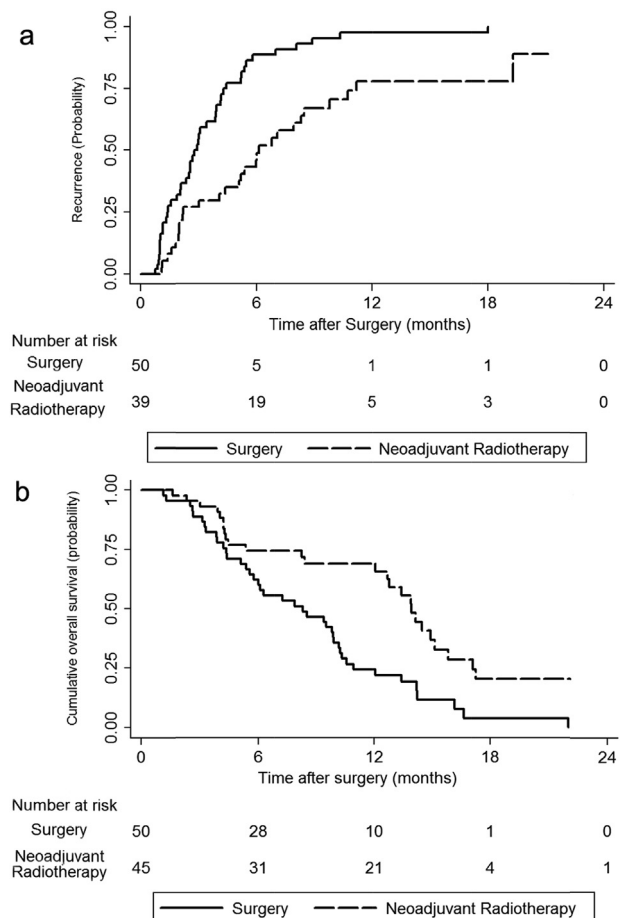 a
Recurrence (Probability)
1.00
0.75
0.50
0.25
0.00
0 6 12 18 24
Time after Surgery (months)
Number at risk
Surgery 50 5 1 1 0
Neoadjuvant
Radiotherapy 39 19 5 3 0
Surgery Neoadjuvant Radiotherapy
b
Cumulative overall survival (probability)
1.00
0.75
0.50
0.25
0.00
0 6 12 18 24
Time after surgery (months)
Number at risk
Surgery 50 28 10 1 0
Neoadjuvant
Radiotherapy 45 31 21 4 1
Surgery Neoadjuvant Radiotherapy